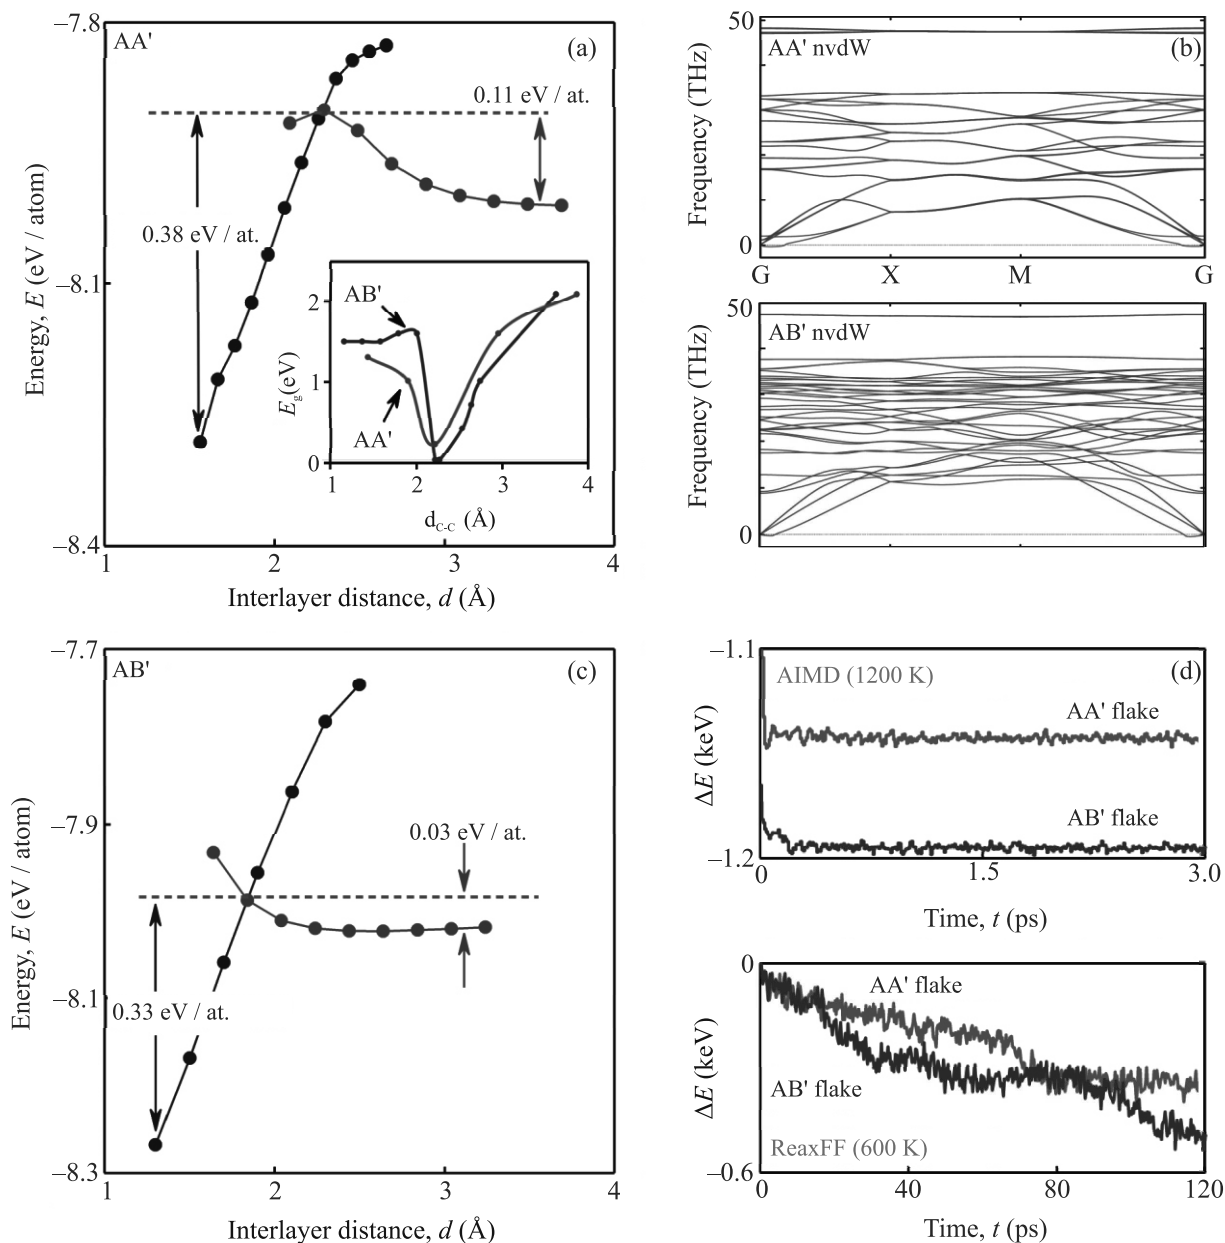 AA'
(a)
−7.8
−8.1
−8.4
Energy, E (eV / atom)
0.38 eV / at.
0.11 eV / at.
AB'
AA'
2
1
0
E_g (eV)
1
2
3
4
d_C-C (Å)
1
2
3
4
Interlayer distance, d (Å)
50
AA' nvdW
(b)
Frequency (THz)
0
G
X
M
G
50
AB' nvdW
Frequency (THz)
0
AB'
(c)
−7.7
−7.9
−8.1
−8.3
Energy, E (eV / atom)
0.03 eV / at.
0.33 eV / at.
1
2
3
4
Interlayer distance, d (Å)
−1.1
AIMD (1200 K)
(d)
AA' flake
AB' flake
ΔE (keV)
−1.2
0
1.5
3.0
Time, t (ps)
0
AA' flake
AB' flake
ReaxFF (600 K)
ΔE (keV)
−0.6
0
40
80
120
Time, t (ps)